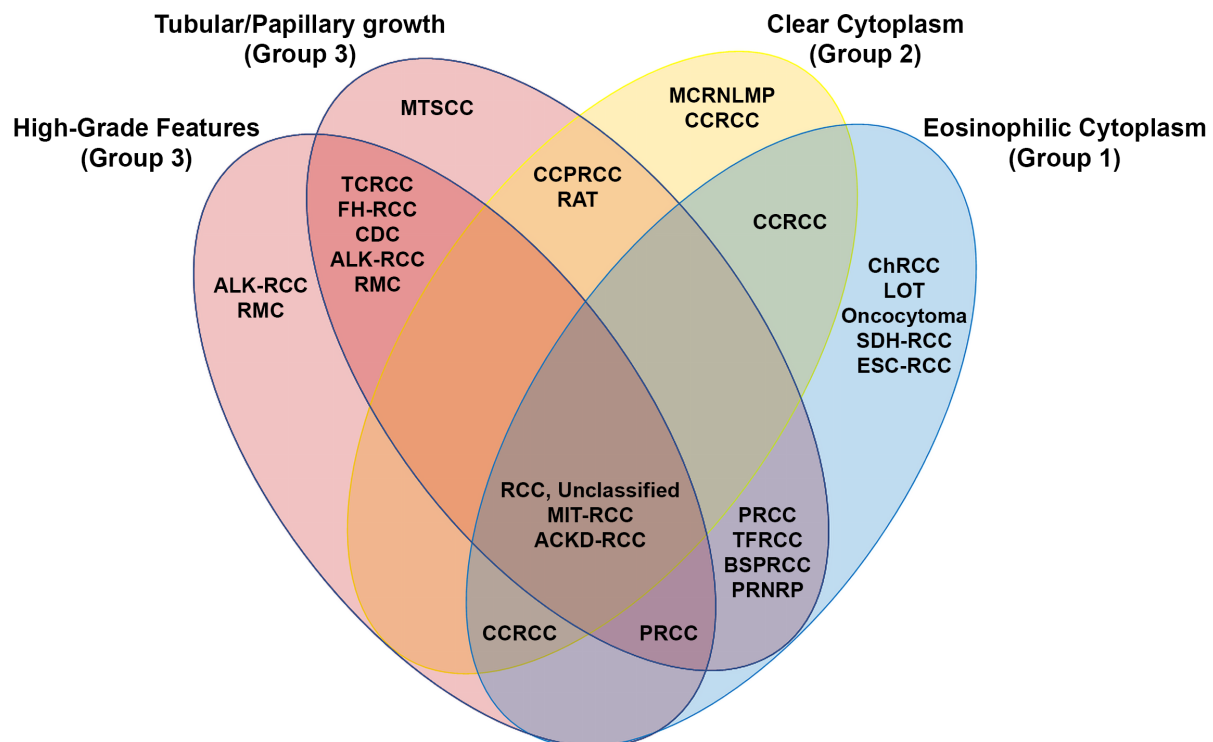 Tubular/Papillary growth
(Group 3)
Clear Cytoplasm
(Group 2)
High-Grade Features
(Group 3)
Eosinophilic Cytoplasm
(Group 1)
MTSCC
MCRNLMP
CCRCC
CCPRCC
RAT
TCRCC
FH-RCC
CDC
ALK-RCC
RMC
CCRCC
ALK-RCC
RMC
ChRCC
LOT
Oncocytoma
SDH-RCC
ESC-RCC
RCC, Unclassified
MIT-RCC
ACKD-RCC
PRCC
TFRCC
BSPRCC
PRNRP
CCRCC
PRCC